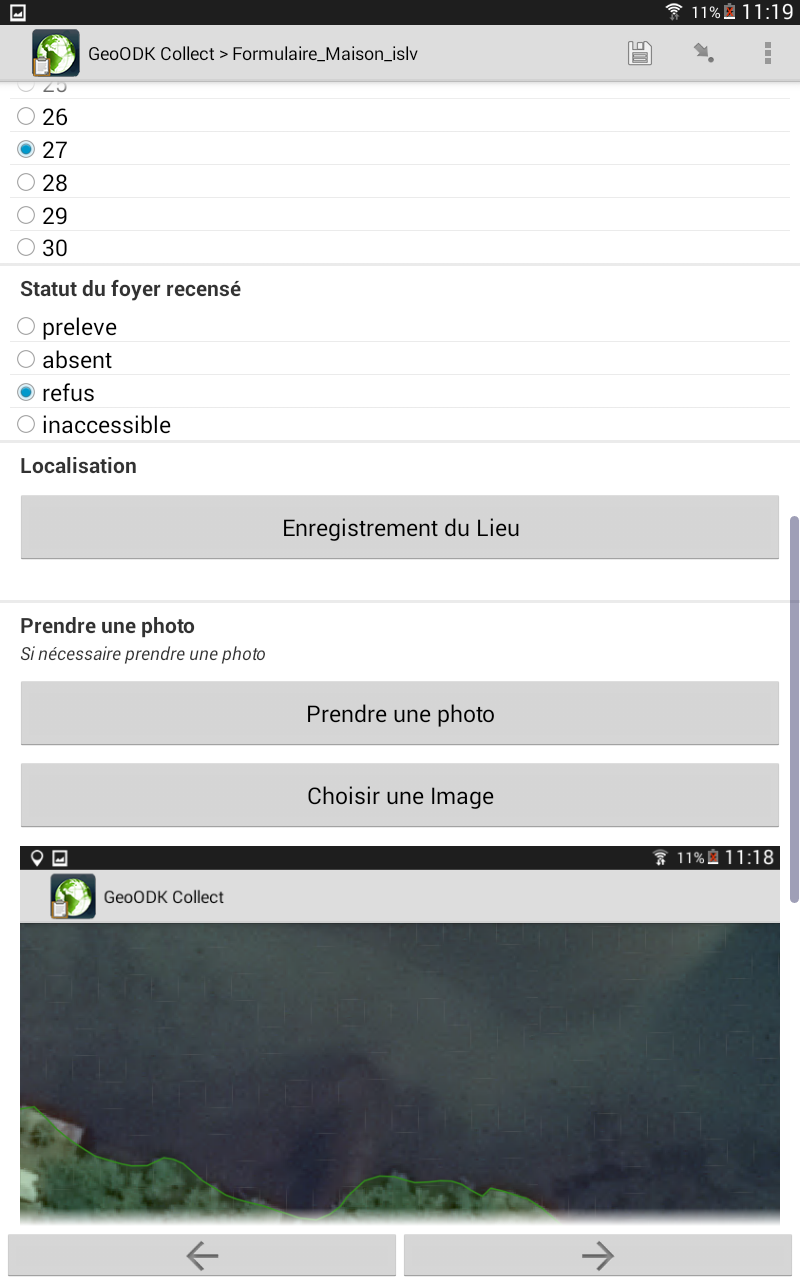 11% 11:19
GeoODK Collect > Formulaire_Maison_islv
25
26
27
28
29
30
Statut du foyer recensé
preleve
absent
refus
inaccessible
Localisation
Enregistrement du Lieu
Prendre une photo
Si nécessaire prendre une photo
Prendre une photo
Choisir une Image
11% 11:18
GeoODK Collect